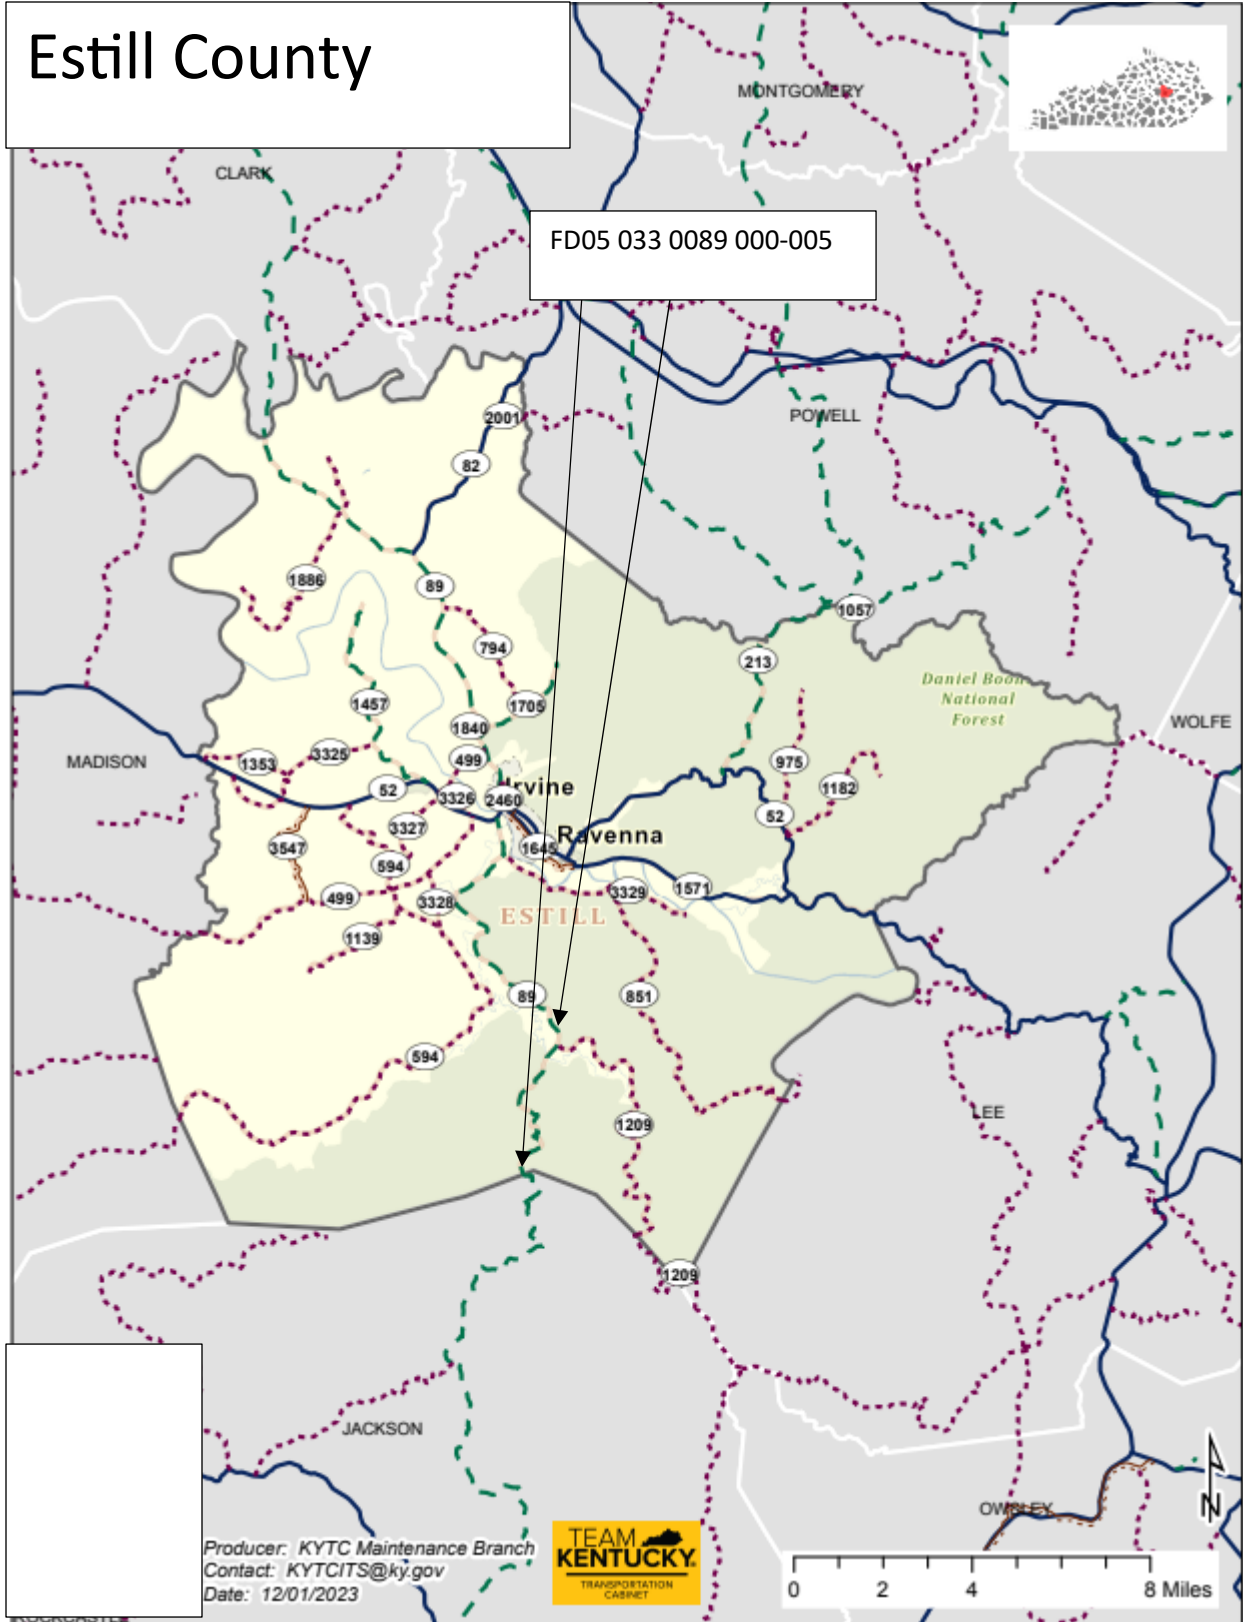 Estill County
MONTGOMERY
CLARK
FD05 033 0089 000-005
POWELL
2001
82
1886
89
1057
794
213
Daniel Boon
National
Forest
1457
1705
1840
WOLFE
MADISON
1353
3325
499
975
Irvine
52
3326
2460
1182
52
3327
Ravenna
3547
1645
594
499
3328
3329
1571
ESTILL
1139
89
851
594
LEE
1209
1209
JACKSON
OWSLEY
N
Producer: KYTC Maintenance Branch
Contact: KYTCITS@ky.gov
Date: 12/01/2023
TEAM
KENTUCKY
TRANSPORTATION
CABINET
0 2 4 8 Miles